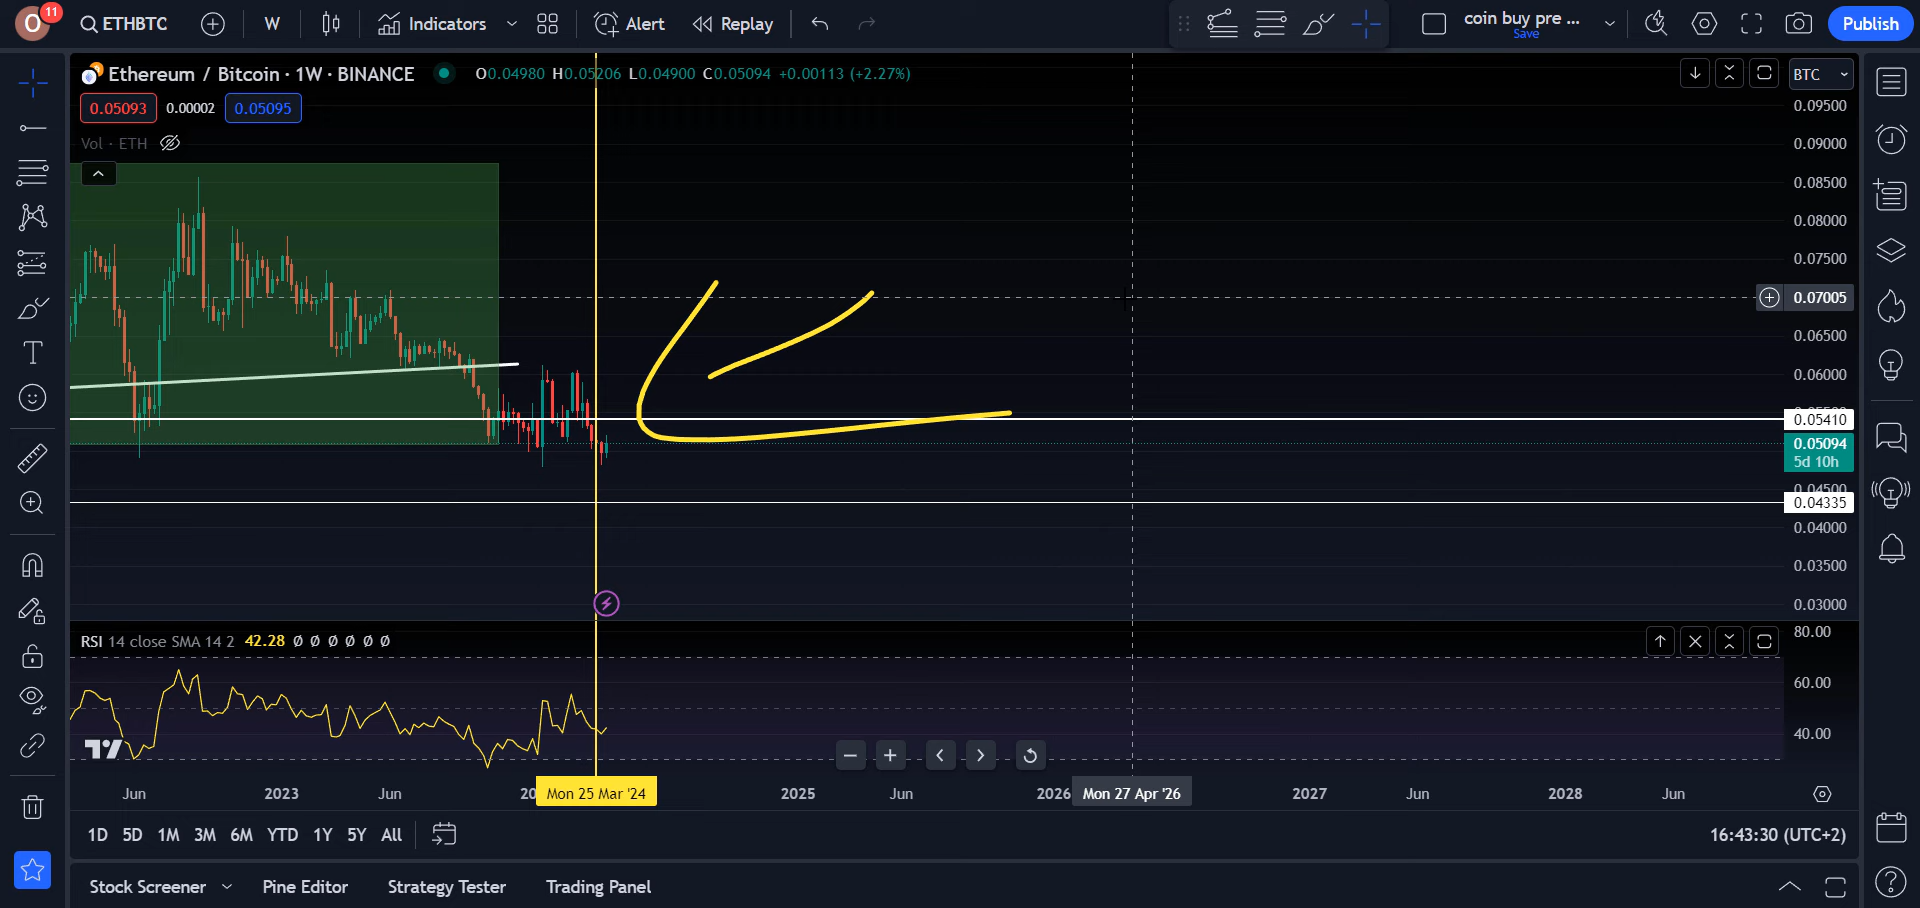 O 11 ETHBTC W Indicators Alert Replay coin buy pre ... Save Publish
Ethereum / Bitcoin · 1W · BINANCE O0.04980 H0.05206 L0.04900 C0.05094 +0.00113 (+2.27%) BTC
0.05093 0.00002 0.05095
Vol · ETH
0.09500
0.09000
0.08500
0.08000
0.07500
0.07005
0.06500
0.06000
0.05410
0.05094
5d 10h
0.04500
0.04335
0.04000
0.03500
0.03000
RSI 14 close SMA 14 2 42.28 Ø Ø Ø Ø Ø Ø
80.00
60.00
40.00
Jun 2023 Jun 20 Mon 25 Mar '24 2025 Jun 2026 Mon 27 Apr '26 2027 Jun 2028 Jun
1D 5D 1M 3M 6M YTD 1Y 5Y All 16:43:30 (UTC+2)
Stock Screener Pine Editor Strategy Tester Trading Panel